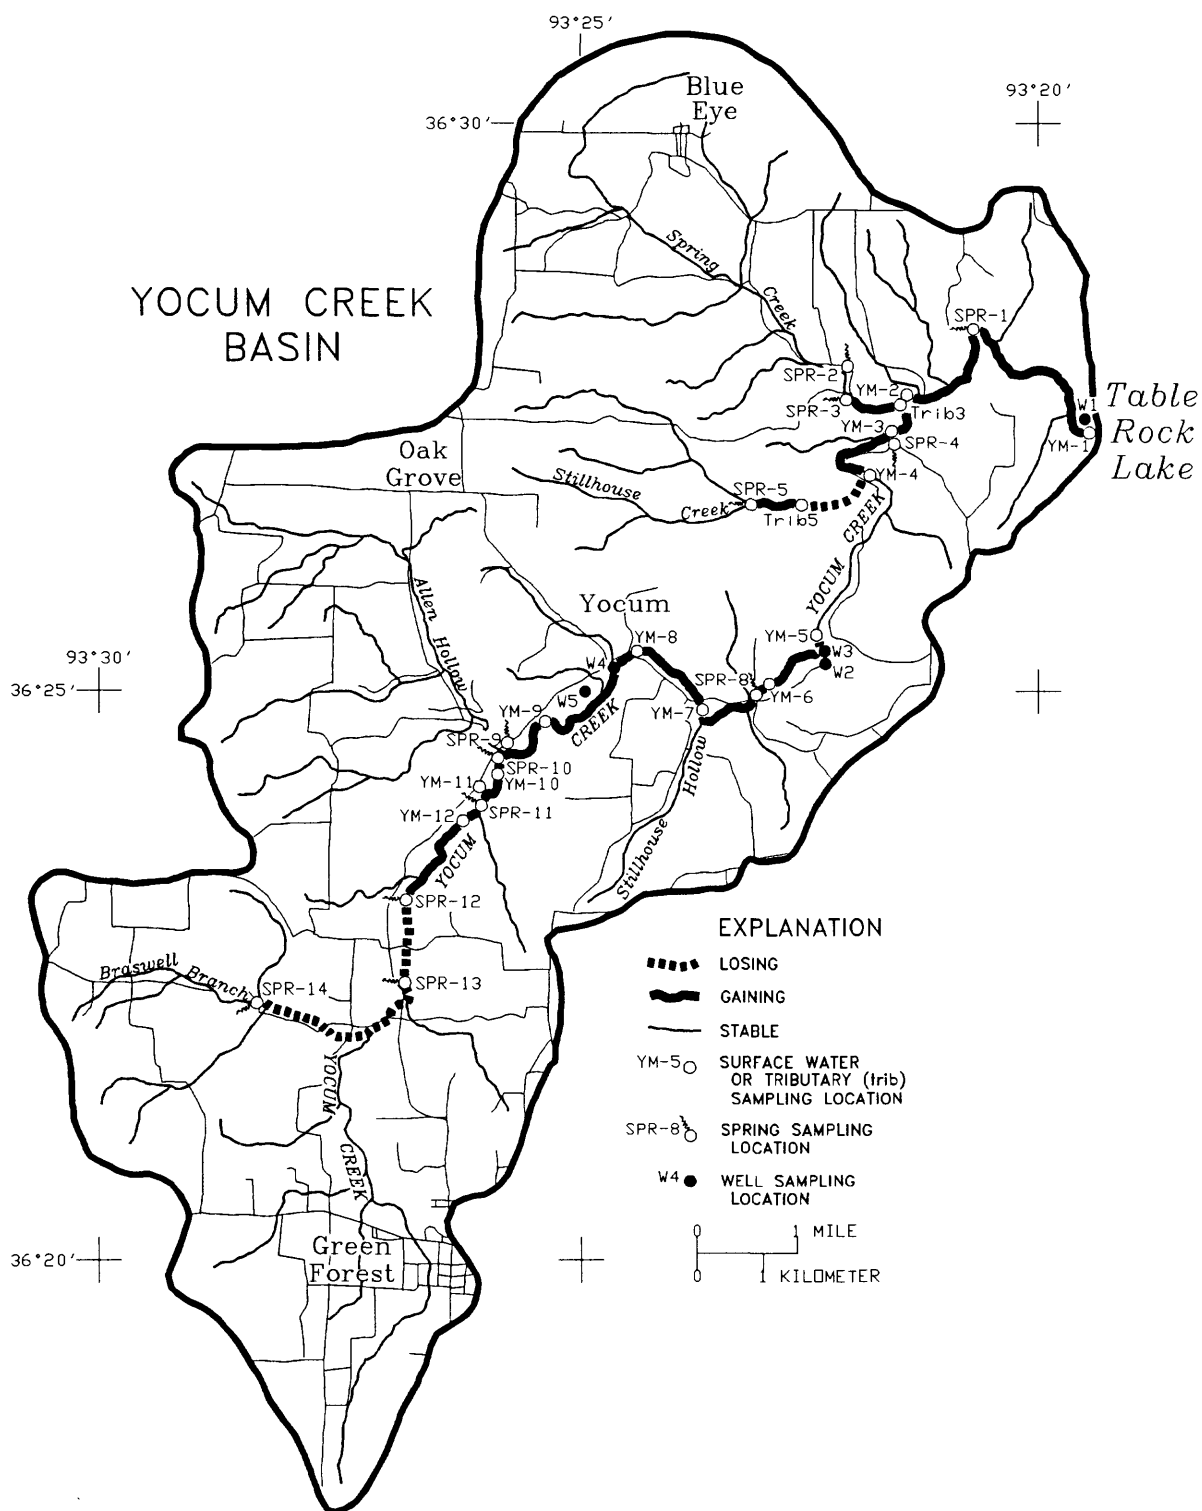 93°25′
Blue
Eye
93°20′
36°30′
Spring
Creek
YOCUM CREEK
BASIN
SPR-1
SPR-2
YM-2
SPR-3
Trib3
W1
Table
Rock
Lake
YM-3
SPR-4
YM-1
Oak
Grove
YM-4
Stillhouse
Creek
SPR-5
Trib5
YOCUM CREEK
Allen Hollow
Yocum
YM-8
YM-5
W3
W2
93°30′
36°25′
W4
SPR-8
YM-6
W5
YM-9
CREEK
YM-7
SPR-9
SPR-10
YM-10
YM-11
SPR-11
YM-12
YOCUM
Stillhouse Hollow
SPR-12
EXPLANATION
LOSING
GAINING
STABLE
YM-5 SURFACE WATER
OR TRIBUTARY (trib)
SAMPLING LOCATION
SPR-8 SPRING SAMPLING
LOCATION
W4 WELL SAMPLING
LOCATION
Braswell Branch
SPR-14
SPR-13
YOCUM
CREEK
0 1 MILE
0 1 KILOMETER
Green
Forest
36°20′